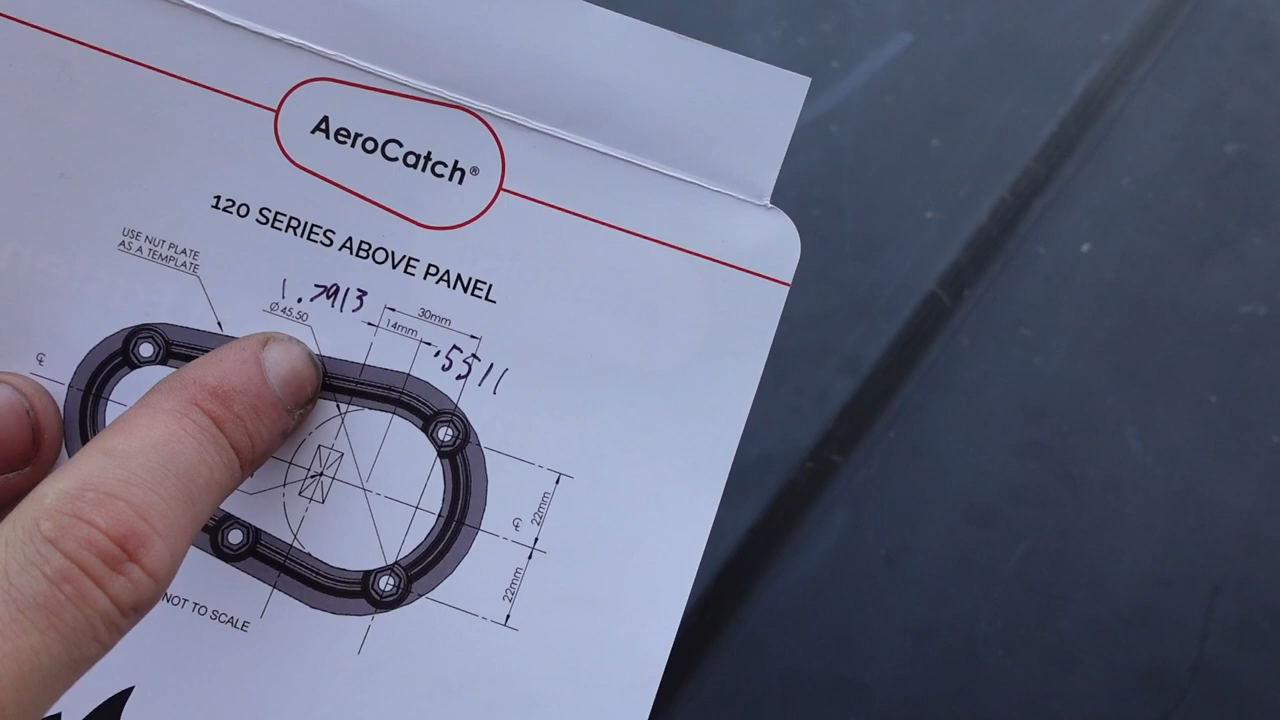 AeroCatch®
120 SERIES ABOVE PANEL
USE NUT PLATE
AS A TEMPLATE
1.7913
Ø45.50
30mm
14mm
.5511
℄
℄
22mm
22mm
NOT TO SCALE